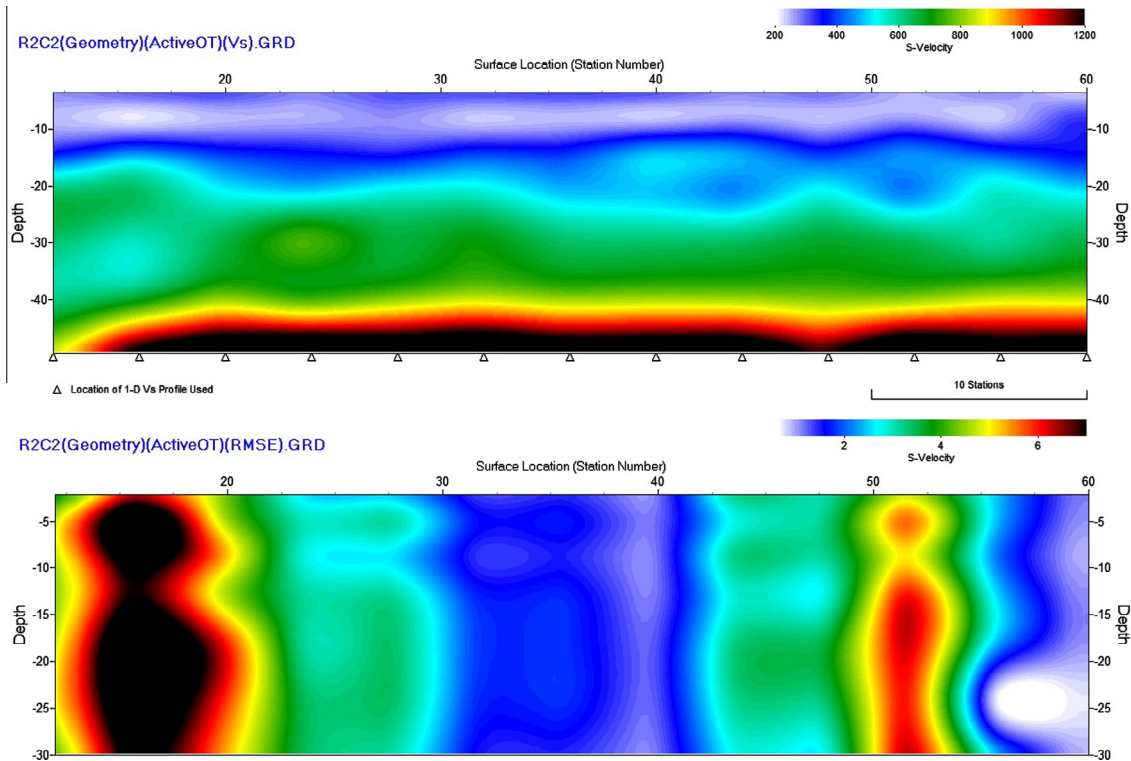 R2C2(Geometry)(ActiveOT)(Vs).GRD
200 400 600 800 1000 1200
S-Velocity
Surface Location (Station Number)
20 30 40 50 60
Depth
-10 -20 -30 -40
Depth
-10 -20 -30 -40
△ Location of 1-D Vs Profile Used
10 Stations
R2C2(Geometry)(ActiveOT)(RMSE).GRD
2 4 6
S-Velocity
Surface Location (Station Number)
20 30 40 50 60
Depth
-5 -10 -15 -20 -25 -30
Depth
-5 -10 -15 -20 -25 -30